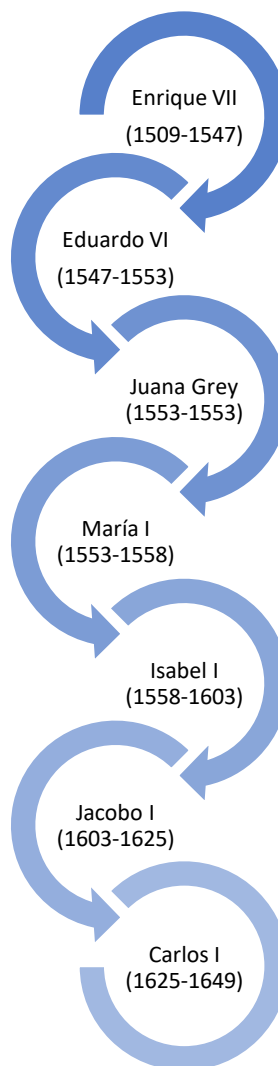 Enrique VII
(1509-1547)
Eduardo VI
(1547-1553)
Juana Grey
(1553-1553)
María I
(1553-1558)
Isabel I
(1558-1603)
Jacobo I
(1603-1625)
Carlos I
(1625-1649)